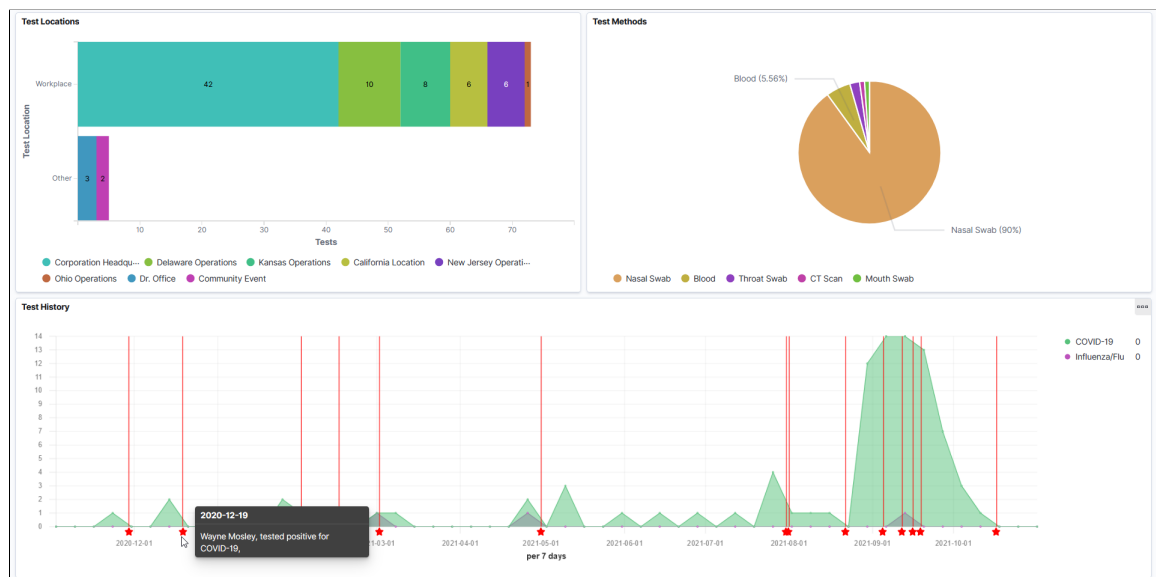 Test Locations
Workplace
42
10
8
6
6
1
Test Location
Other
3
2
10
20
30
40
50
60
70
Tests
Corporation Headqu···
Delaware Operations
Kansas Operations
California Location
New Jersey Operati···
Ohio Operations
Dr. Office
Community Event
Test Methods
Blood (5.56%)
Nasal Swab (90%)
Nasal Swab
Blood
Throat Swab
CT Scan
Mouth Swab
Test History
14
13
12
11
10
9
8
7
6
5
4
3
2
1
0
2020-12-01
1-03-01
2021-04-01
2021-05-01
2021-06-01
2021-07-01
2021-08-01
2021-09-01
2021-10-01
per 7 days
2020-12-19
Wayne Mosley, tested positive for
COVID-19,
COVID-19 0
Influenza/Flu 0